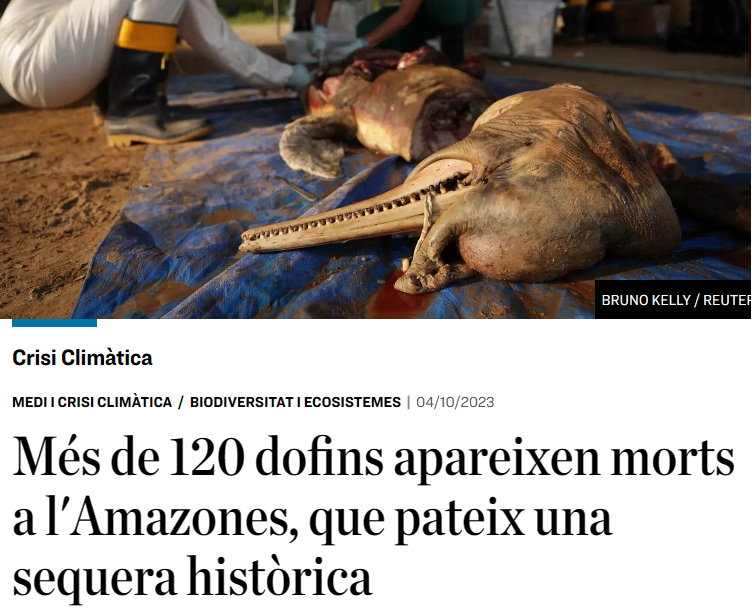 BRUNO KELLY / REUTER
Crisi Climàtica
MEDI I CRISI CLIMÀTICA / BIODIVERSITAT I ECOSISTEMES | 04/10/2023
Més de 120 dofins apareixen morts
a l'Amazones, que pateix una
sequera històrica